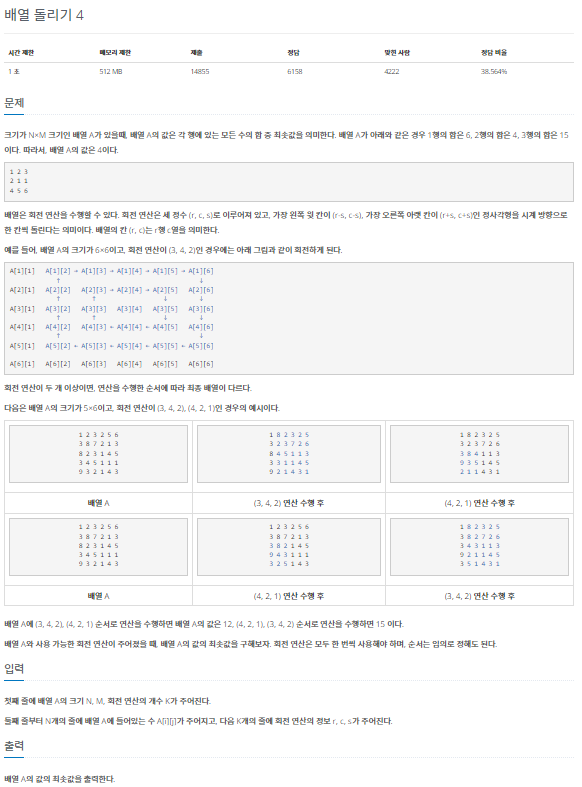 배열 돌리기 4
시간 제한 메모리 제한 제출 정답 맞힌 사람 정답 비율
1 초 512 MB 14855 6158 4222 38.564%
문제
크기가 N×M 크기인 배열 A가 있을때, 배열 A의 값은 각 행에 있는 모든 수의 합 중 최솟값을 의미한다. 배열 A가 아래와 같은 경우 1행의 합은 6, 2행의 합은 4, 3행의 합은 15
이다. 따라서, 배열 A의 값은 4이다.
1 2 3
2 1 1
4 5 6
배열은 회전 연산을 수행할 수 있다. 회전 연산은 세 정수 (r, c, s)로 이루어져 있고, 가장 왼쪽 윗 칸이 (r-s, c-s), 가장 오른쪽 아랫 칸이 (r+s, c+s)인 정사각형을 시계 방향으로
한 칸씩 돌린다는 의미이다. 배열의 칸 (r, c)는 r행 c열을 의미한다.
예를 들어, 배열 A의 크기가 6×6이고, 회전 연산이 (3, 4, 2)인 경우에는 아래 그림과 같이 회전하게 된다.
A[1][1] A[1][2] → A[1][3] → A[1][4] → A[1][5] → A[1][6]
↑ ↓
A[2][1] A[2][2] A[2][3] → A[2][4] → A[2][5] A[2][6]
↑ ↑ ↓ ↓
A[3][1] A[3][2] A[3][3] A[3][4] A[3][5] A[3][6]
↑ ↑ ↓ ↓
A[4][1] A[4][2] A[4][3] ← A[4][4] ← A[4][5] A[4][6]
↑ ↓
A[5][1] A[5][2] ← A[5][3] ← A[5][4] ← A[5][5] ← A[5][6]
A[6][1] A[6][2] A[6][3] A[6][4] A[6][5] A[6][6]
회전 연산이 두 개 이상이면, 연산을 수행한 순서에 따라 최종 배열이 다르다.
다음은 배열 A의 크기가 5×6이고, 회전 연산이 (3, 4, 2), (4, 2, 1)인 경우의 예시이다.
1 2 3 2 5 6 1 8 2 3 2 5 1 8 2 3 2 5
3 8 7 2 1 3 3 2 3 7 2 6 3 2 3 7 2 6
8 2 3 1 4 5 8 4 5 1 1 3 3 8 4 1 1 3
3 4 5 1 1 1 3 3 1 1 4 5 9 3 5 1 4 5
9 3 2 1 4 3 9 2 1 4 3 1 2 1 1 4 3 1
배열 A (3, 4, 2) 연산 수행 후 (4, 2, 1) 연산 수행 후
1 2 3 2 5 6 1 2 3 2 5 6 1 8 2 3 2 5
3 8 7 2 1 3 3 8 7 2 1 3 3 8 2 7 2 6
8 2 3 1 4 5 3 8 2 1 4 5 3 4 3 1 1 3
3 4 5 1 1 1 9 4 3 1 1 1 9 2 1 1 4 5
9 3 2 1 4 3 3 2 5 1 4 3 3 5 1 4 3 1
배열 A (4, 2, 1) 연산 수행 후 (3, 4, 2) 연산 수행 후
배열 A에 (3, 4, 2), (4, 2, 1) 순서로 연산을 수행하면 배열 A의 값은 12, (4, 2, 1), (3, 4, 2) 순서로 연산을 수행하면 15 이다.
배열 A와 사용 가능한 회전 연산이 주어졌을 때, 배열 A의 값의 최솟값을 구해보자. 회전 연산은 모두 한 번씩 사용해야 하며, 순서는 임의로 정해도 된다.
입력
첫째 줄에 배열 A의 크기 N, M, 회전 연산의 개수 K가 주어진다.
둘째 줄부터 N개의 줄에 배열 A에 들어있는 수 A[i][j]가 주어지고, 다음 K개의 줄에 회전 연산의 정보 r, c, s가 주어진다.
출력
배열 A의 값의 최솟값을 출력한다.